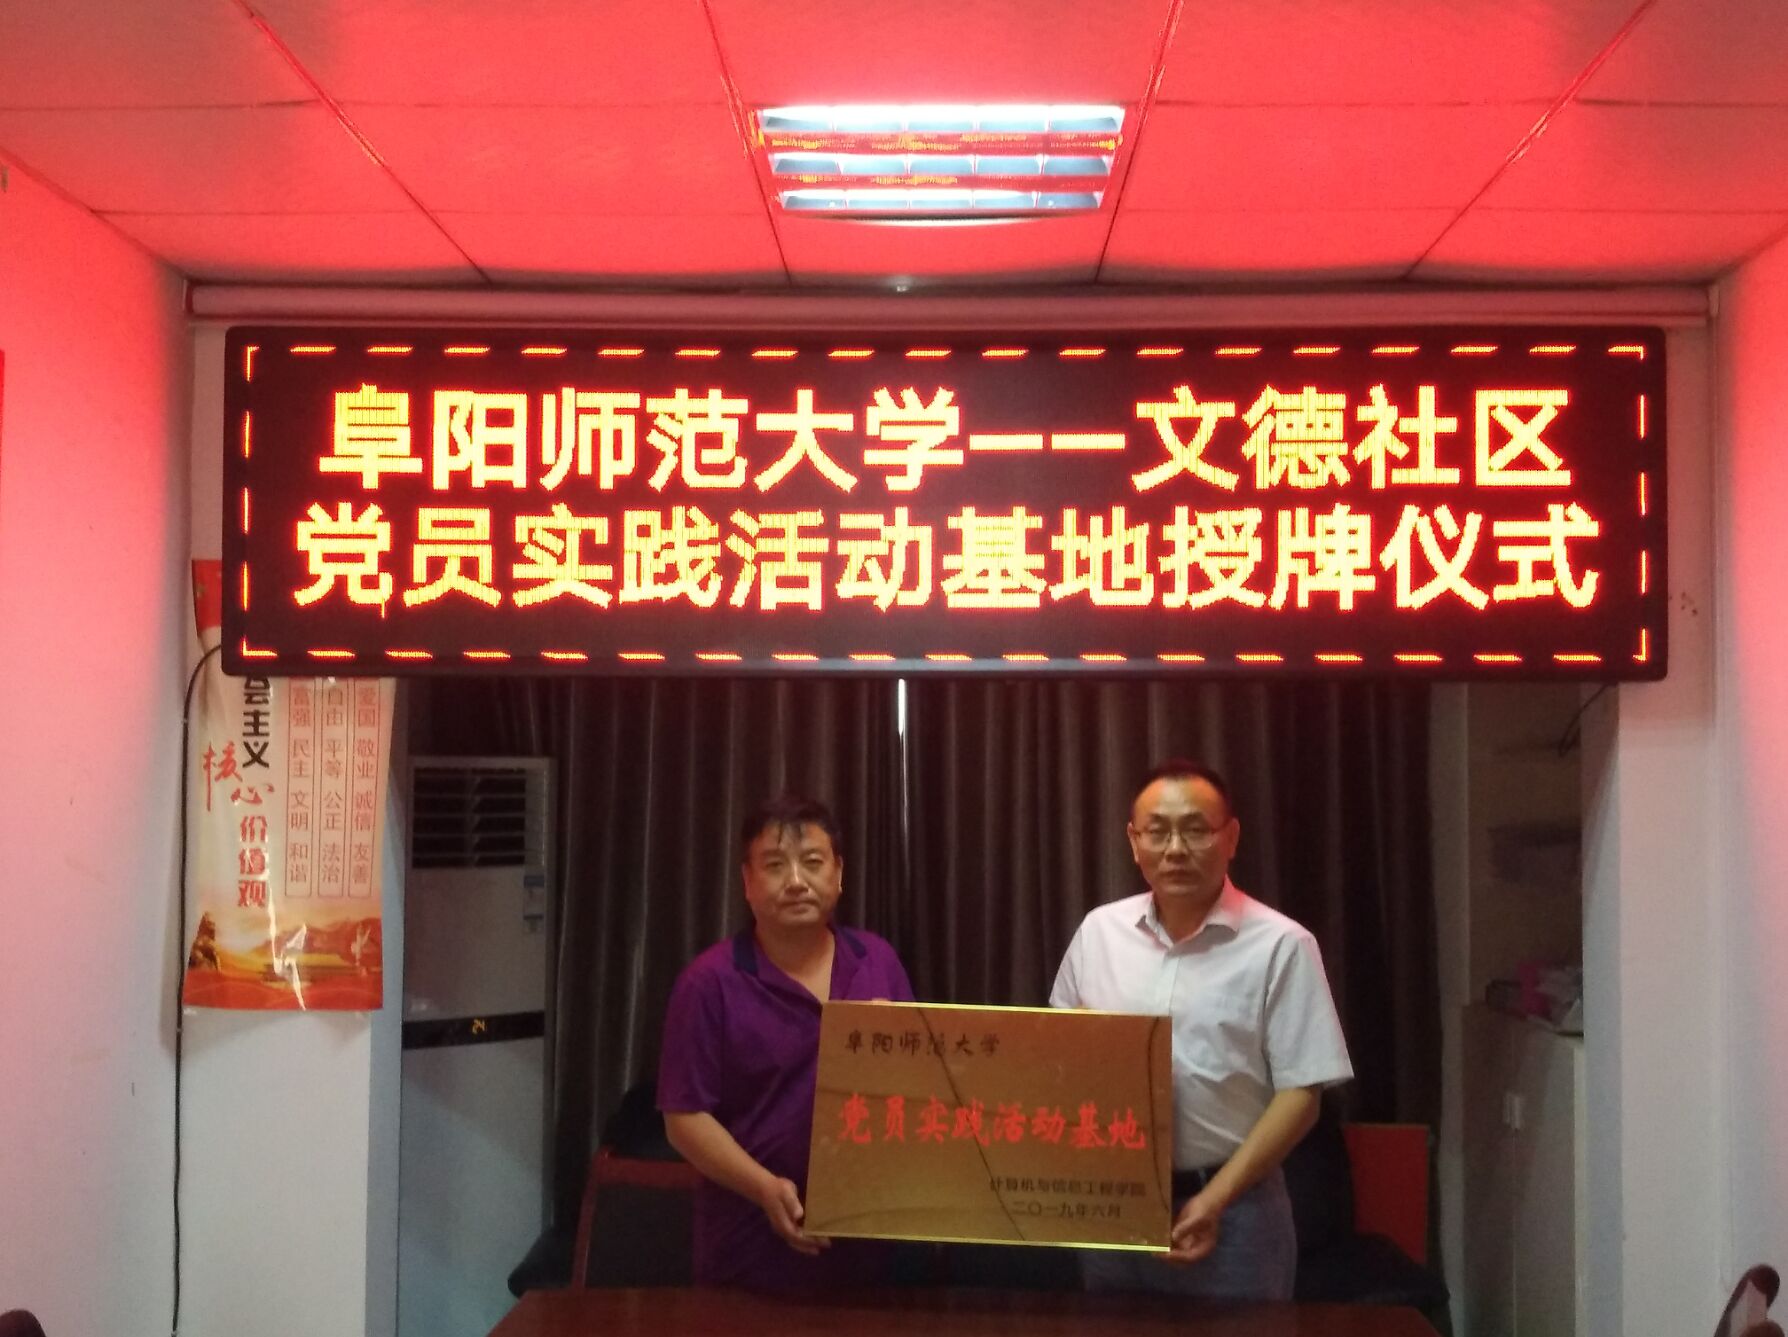 阜阳师范大学——文德社区
党员实践活动基地授牌仪式
会主义
核心价值观
富强 民主 文明 和谐
自由 平等 公正 法治
爱国 敬业 诚信 友善
阜阳师范大学
党员实践活动基地
计算机与信息工程学院
二〇一九年六月